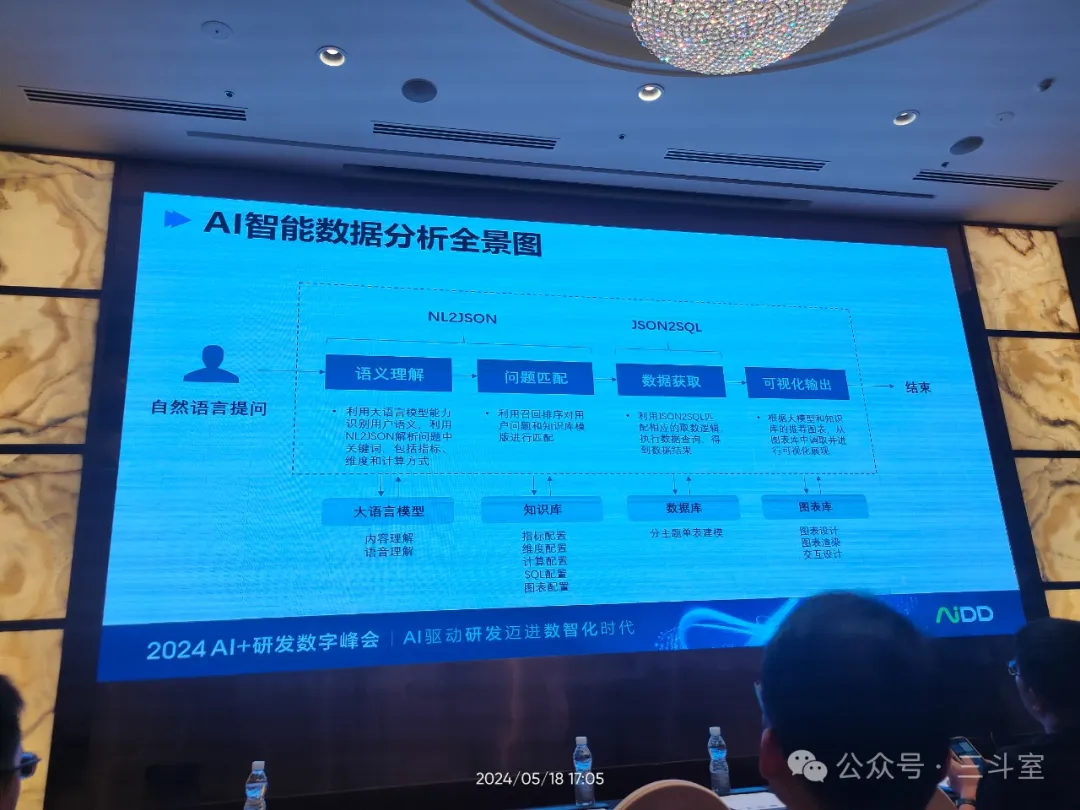 AI智能数据分析全景图
NL2JSON
JSON2SQL
自然语言提问
语义理解
问题匹配
数据获取
可视化输出
结束
• 利用大语言模型能力
识别用户语义，利用
NL2JSON解析问题中
关键词、包括指标、
维度和计算方式
• 利用召回排序对用
户问题和知识库模
版进行匹配
• 利用JSON2SQL匹
配相应的取数逻辑，
执行数据查询，得
到数据结果
• 根据大模型和知识
库的推荐图表，从
图表库中调取并进
行可视化展现
大语言模型
内容理解
语音理解
知识库
指标配置
维度配置
计算配置
SQL配置
图表配置
数据库
分主题单表建模
图表库
图表设计
图表渲染
交互设计
2024 AI+研发数字峰会 | AI驱动研发迈进数智化时代
AiDD
2024/05/18 17:05
公众号 · 二斗室